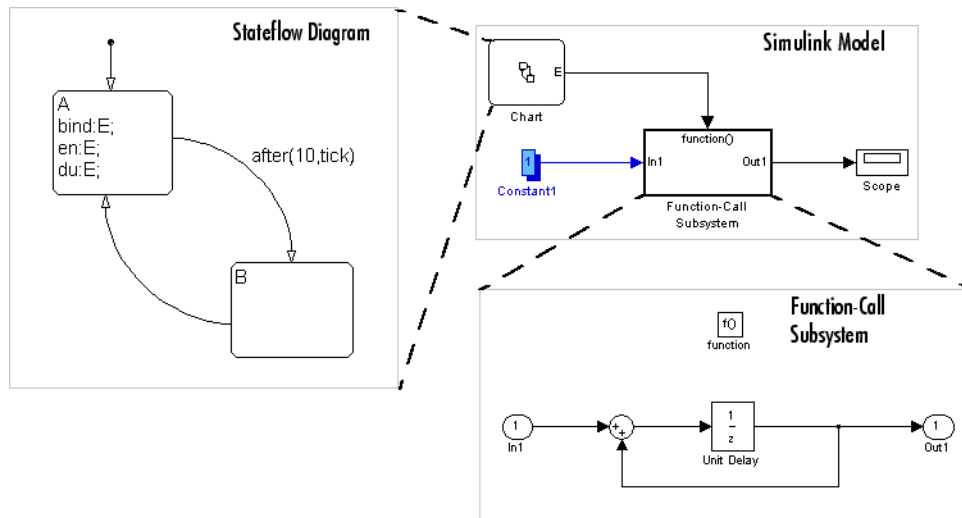 Stateflow Diagram
A
bind:E;
en:E;
du:E;
after(10,tick)
B
Simulink Model
E
Chart
function()
1
In1
Out1
Constant1
Function-Call
Subsystem
Scope
Function-Call
Subsystem
f()
function
1
In1
+
+
1
z
Unit Delay
1
Out1